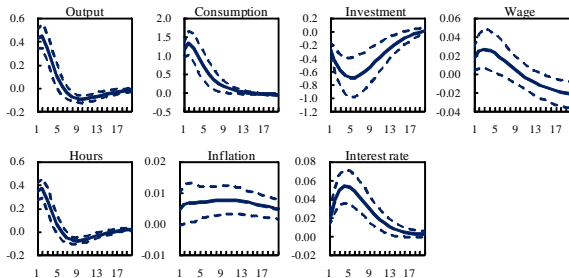 Output Consumption Investment Wage
0.6 2.0 0.2 0.06
0.4 1.5 0.0 0.04
0.2 1.0 -0.2 0.02
0.0 0.5 -0.4 0.00
-0.2 0.0 -0.6 -0.02
-0.5 -0.8 -0.04
-1.0
-1.2
1 5 9 13 17 1 5 9 13 17 1 5 9 13 17 1 5 9 13 17
Hours Inflation Interest rate
0.6 0.02 0.08
0.4 0.01 0.06
0.2 0.00 0.04
0.0 -0.01 0.02
-0.2 0.00
-0.02
1 5 9 13 17 1 5 9 13 17 1 5 9 13 17